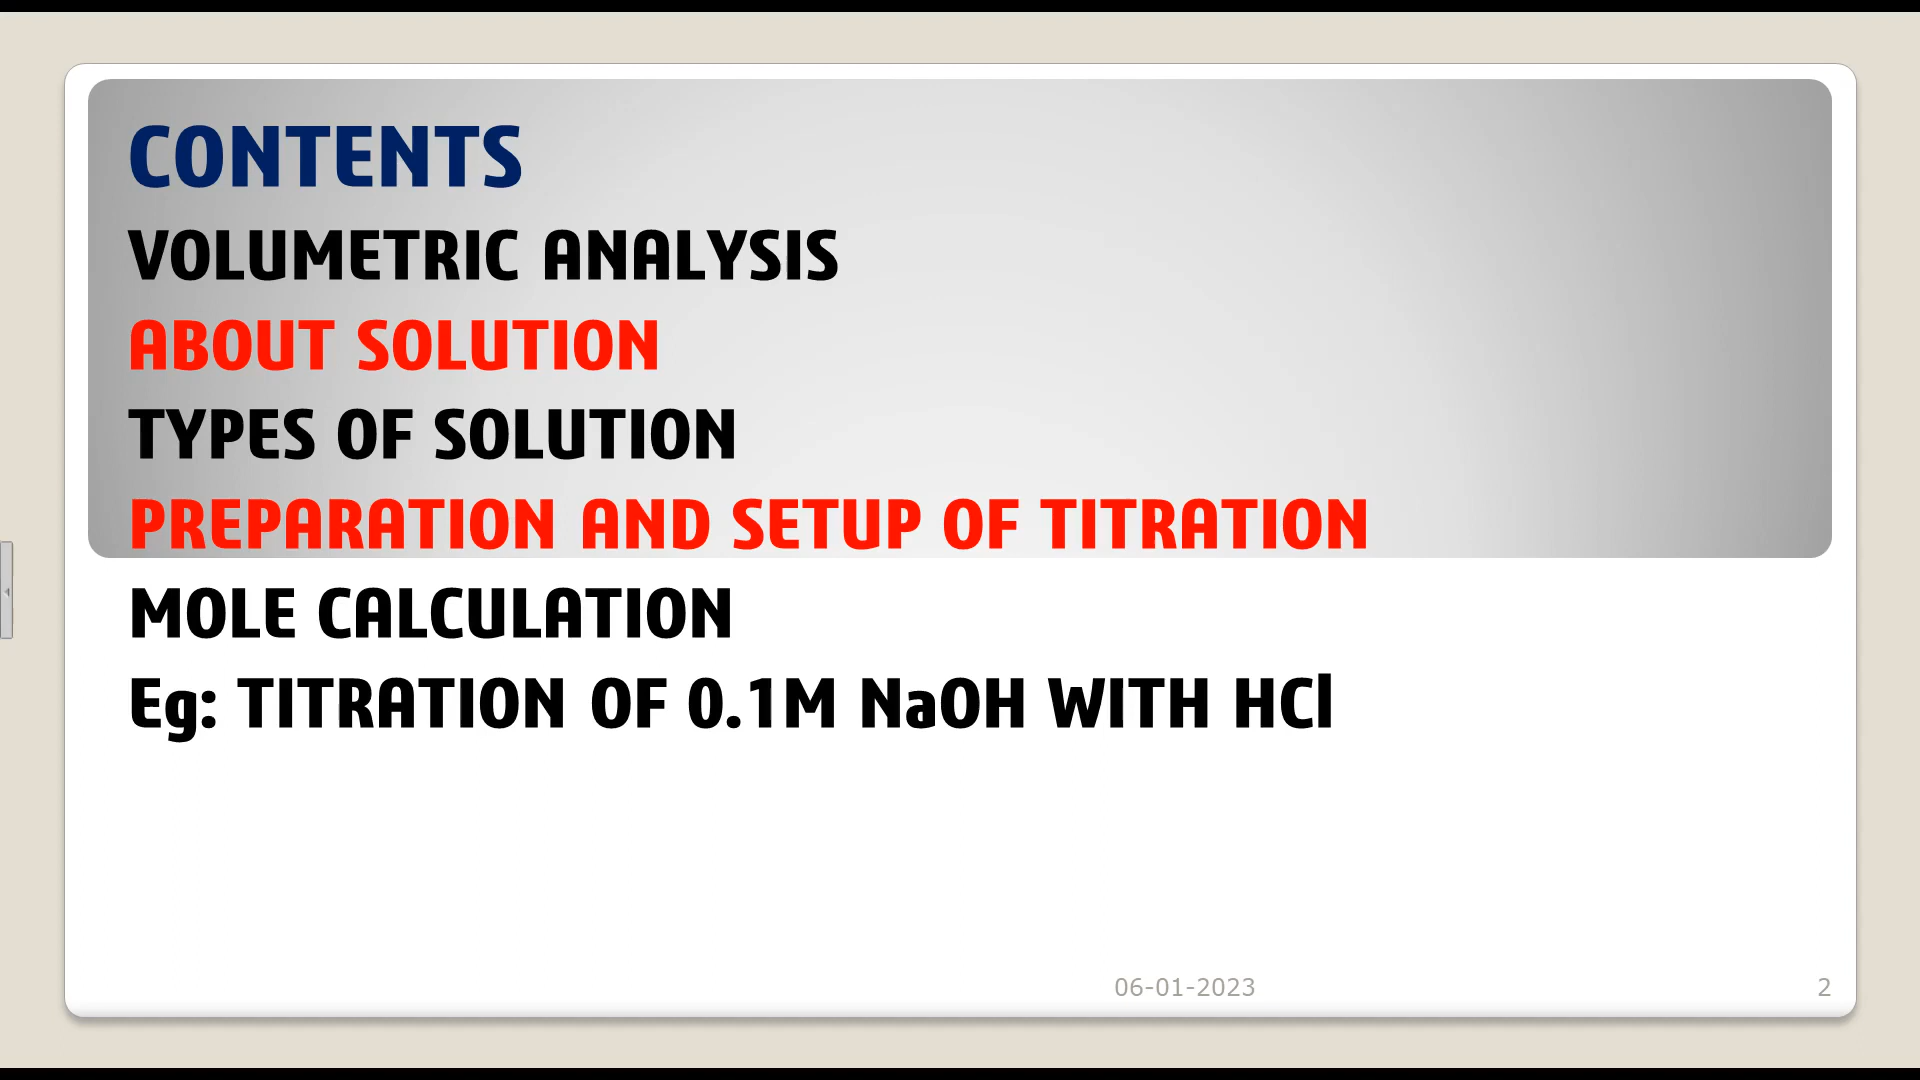 CONTENTS
VOLUMETRIC ANALYSIS
ABOUT SOLUTION
TYPES OF SOLUTION
PREPARATION AND SETUP OF TITRATION
MOLE CALCULATION
Eg: TITRATION OF 0.1M NaOH WITH HCl
06-01-2023
2